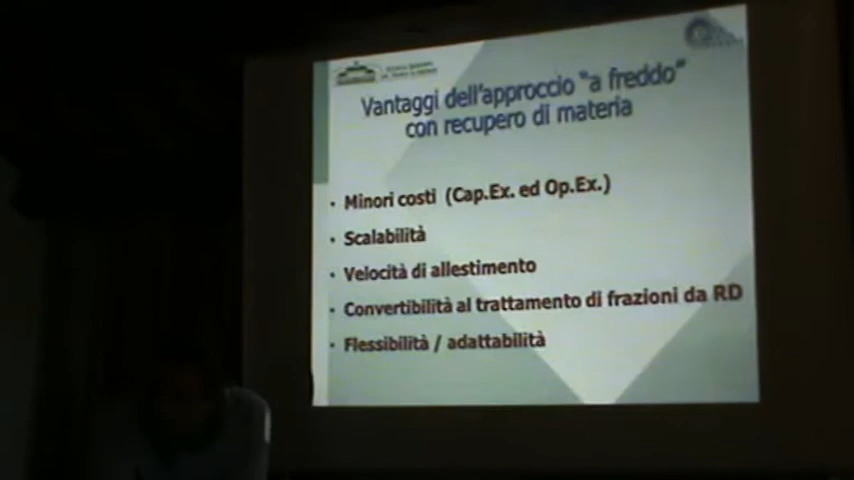 Vantaggi dell'approccio "a freddo"
con recupero di materia
• Minori costi (Cap.Ex. ed Op.Ex.)
• Scalabilità
• Velocità di allestimento
• Convertibilità al trattamento di frazioni da RD
• Flessibilità / adattabilità